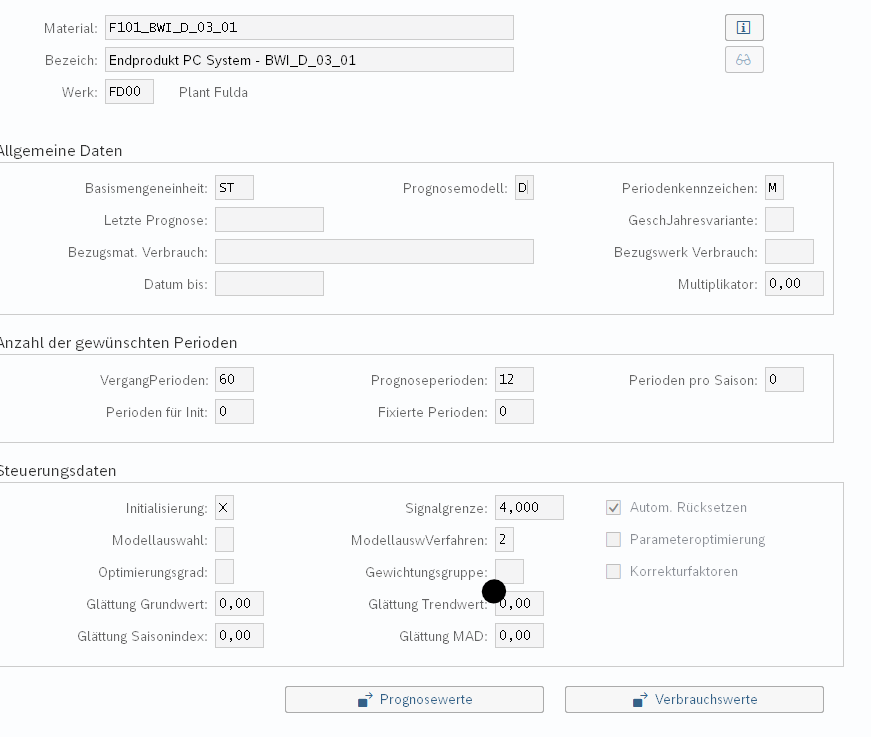 Material: F101_BWI_D_03_01
Bezeich: Endprodukt PC System - BWI_D_03_01
Werk: FD00 Plant Fulda
Allgemeine Daten
Basismengeneinheit: ST Prognosemodell: D Periodenkennzeichen: M
Letzte Prognose: GeschJahresvariante:
Bezugsmat. Verbrauch: Bezugswerk Verbrauch:
Datum bis: Multiplikator: 0,00
Anzahl der gewünschten Perioden
VergangPerioden: 60 Prognoseperioden: 12 Perioden pro Saison: 0
Perioden für Init: 0 Fixierte Perioden: 0
Steuerungsdaten
Initialisierung: X Signalgrenze: 4,000 Autom. Rücksetzen
Modellauswahl: ModellauswVerfahren: 2 Parameteroptimierung
Optimierungsgrad: Gewichtungsgruppe: Korrekturfaktoren
Glättung Grundwert: 0,00 Glättung Trendwert: 0,00
Glättung Saisonindex: 0,00 Glättung MAD: 0,00
Prognosewerte Verbrauchswerte